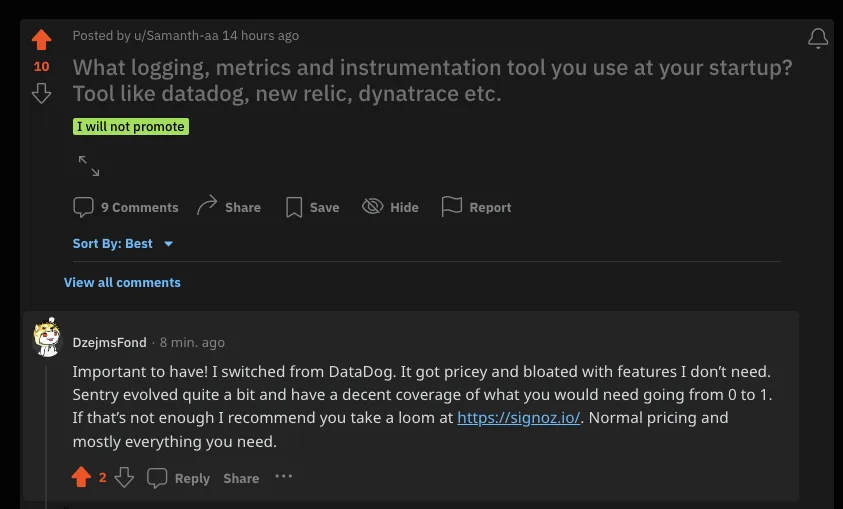 Posted by u/Samanth-aa 14 hours ago
10
What logging, metrics and instrumentation tool you use at your startup?
Tool like datadog, new relic, dynatrace etc.
I will not promote
9 Comments Share Save Hide Report
Sort By: Best
View all comments
DzejmsFond · 8 min. ago
Important to have! I switched from DataDog. It got pricey and bloated with features I don’t need.
Sentry evolved quite a bit and have a decent coverage of what you would need going from 0 to 1.
If that’s not enough I recommend you take a loom at https://signoz.io/. Normal pricing and
mostly everything you need.
2 Reply Share ···